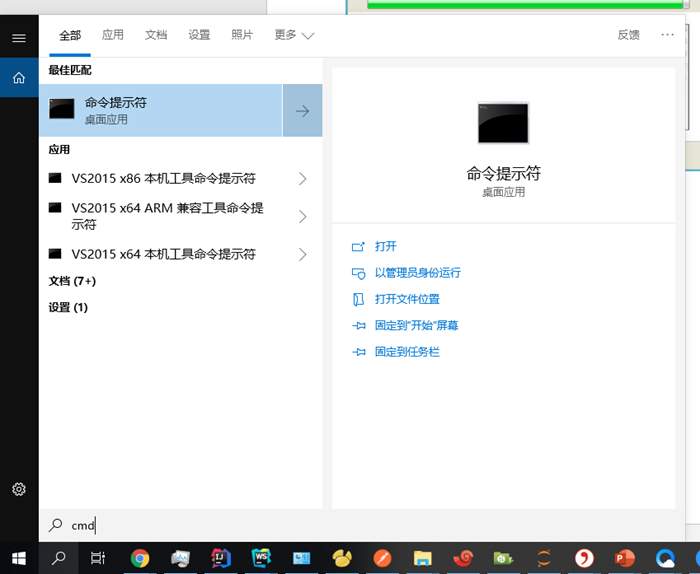 全部 应用 文档 设置 照片 更多 反馈 ···
最佳匹配
命令提示符
桌面应用
应用
VS2015 x86 本机工具命令提示符
VS2015 x64 ARM 兼容工具命令提
示符
VS2015 x64 本机工具命令提示符
文档 (7+)
设置 (1)
命令提示符
桌面应用
打开
以管理员身份运行
打开文件位置
固定到"开始"屏幕
固定到任务栏
cmd
IJ
WS
qt
P